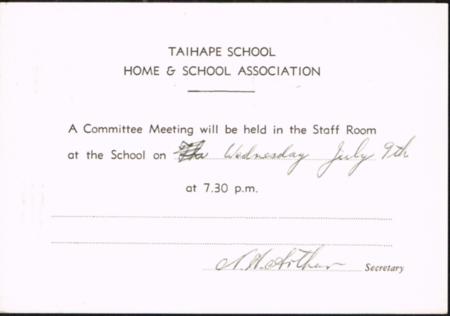 TAIHAPE SCHOOL
HOME & SCHOOL ASSOCIATION
A Committee Meeting will be held in the Staff Room
at the School on Wednesday July 9th
at 7.30 p.m.
Secretary